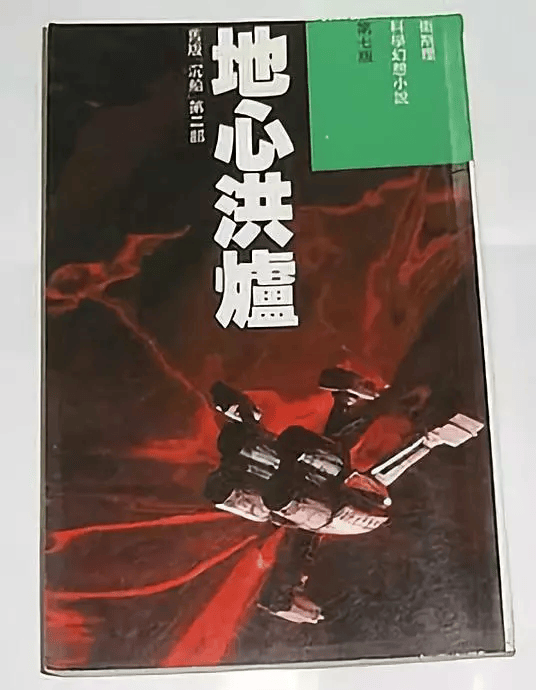 衛斯理
科學幻想小說
第七版
地心洪爐
舊版「沉船」第二部